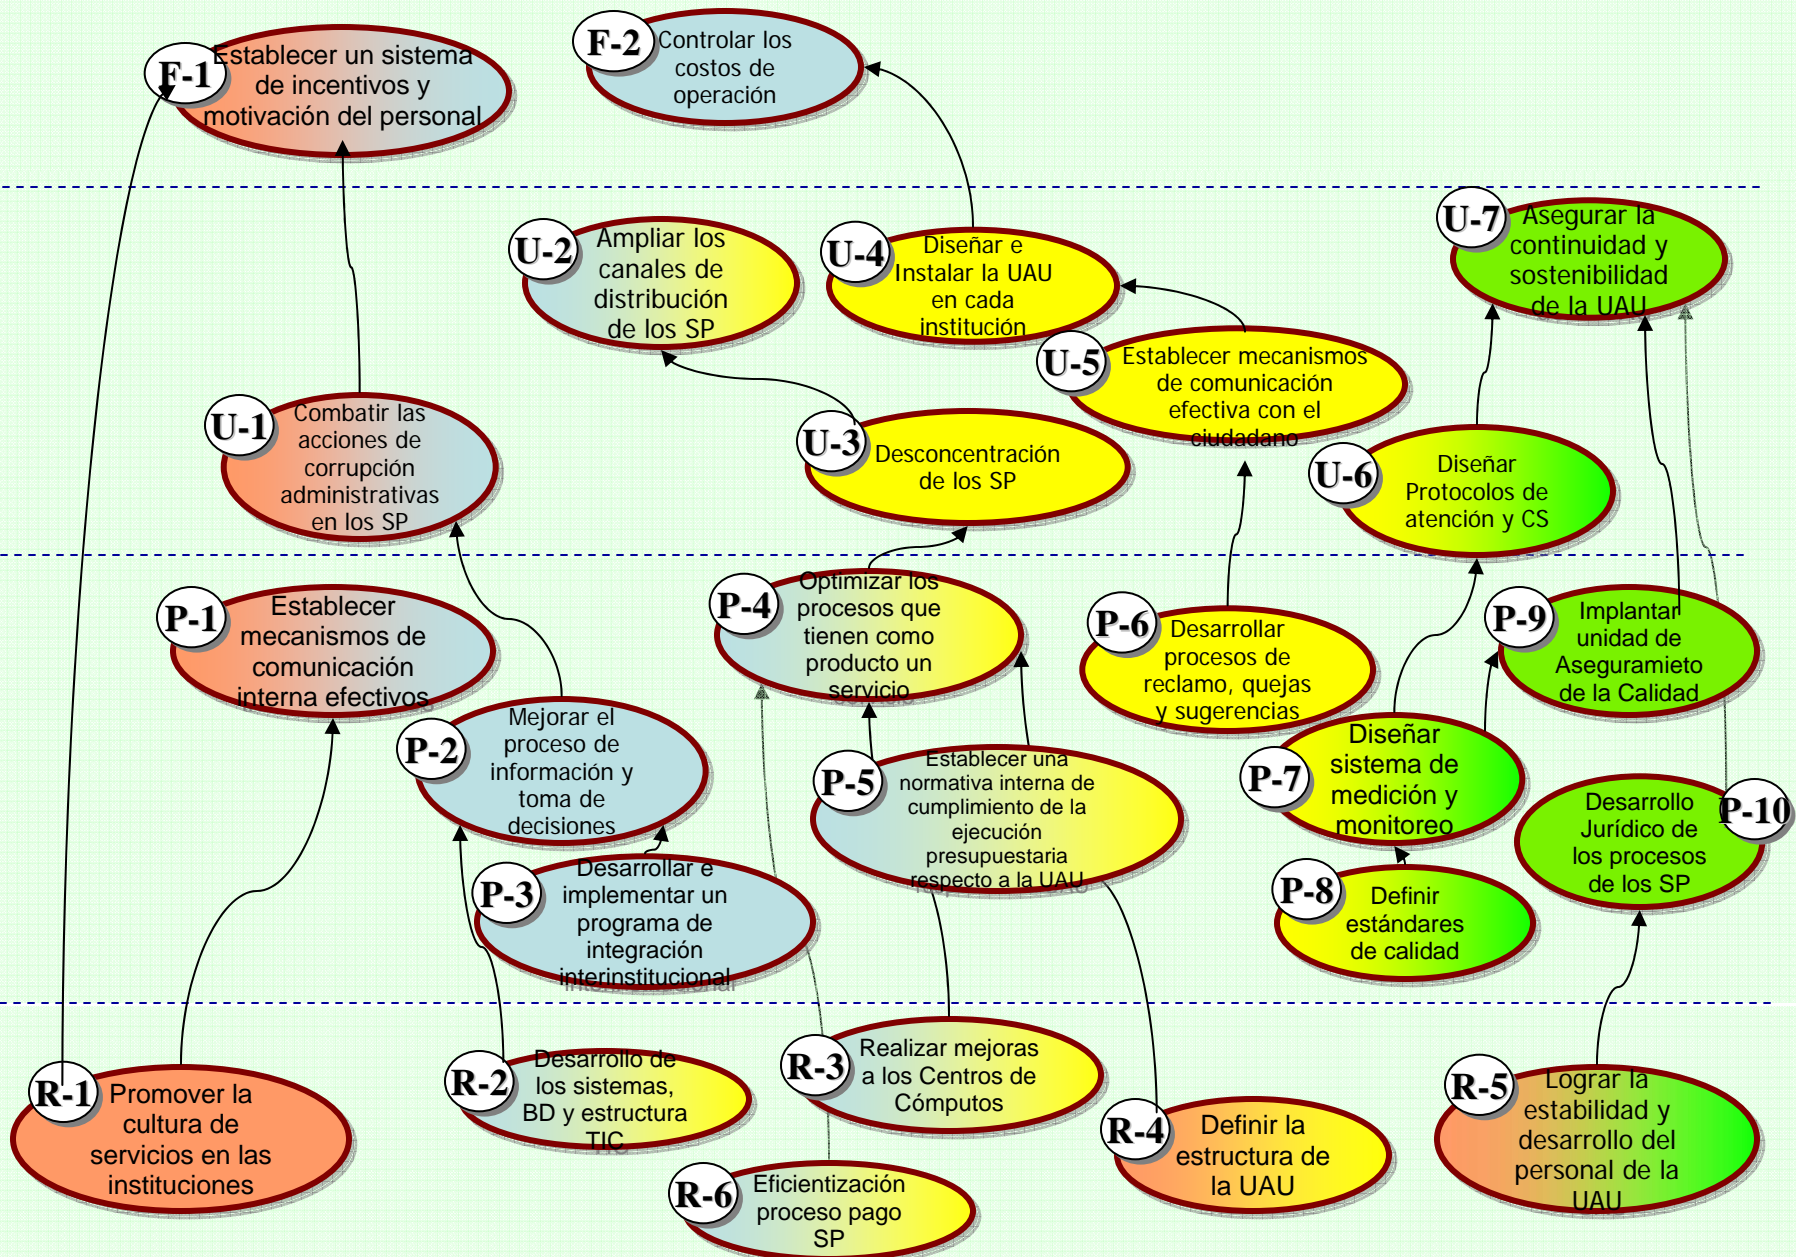 F-1
Establecer un sistema
de incentivos y
motivación del personal
F-2
Controlar los
costos de
operación
U-2
Ampliar los
canales de
distribución
de los SP
U-4
Diseñar e
Instalar la UAU
en cada
institución
U-7
Asegurar la
continuidad y
sostenibilidad
de la UAU
U-5
Establecer mecanismos
de comunicación
efectiva con el
ciudadano
U-1
Combatir las
acciones de
corrupción
administrativas
en los SP
U-3
Desconcentración
de los SP
U-6
Diseñar
Protocolos de
atención y CS
P-1
Establecer
mecanismos de
comunicación
interna efectivos
P-4
Optimizar los
procesos que
tienen como
producto un
servicio
P-6
Desarrollar
procesos de
reclamo, quejas
y sugerencias
P-9
Implantar
unidad de
Aseguramieto
de la Calidad
P-2
Mejorar el
proceso de
información y
toma de
decisiones
P-5
Establecer una
normativa interna de
cumplimiento de la
ejecución
presupuestaria
respecto a la UAU
P-7
Diseñar
sistema de
medición y
monitoreo
P-10
Desarrollo
Jurídico de
los procesos
de los SP
P-3
Desarrollar e
implementar un
programa de
integración
interinstitucional
P-8
Definir
estándares
de calidad
R-1
Promover la
cultura de
servicios en las
instituciones
R-2
Desarrollo de
los sistemas,
BD y estructura
TIC
R-3
Realizar mejoras
a los Centros de
Cómputos
R-4
Definir la
estructura de
la UAU
R-5
Lograr la
estabilidad y
desarrollo del
personal de la
UAU
R-6
Eficientización
proceso pago
SP